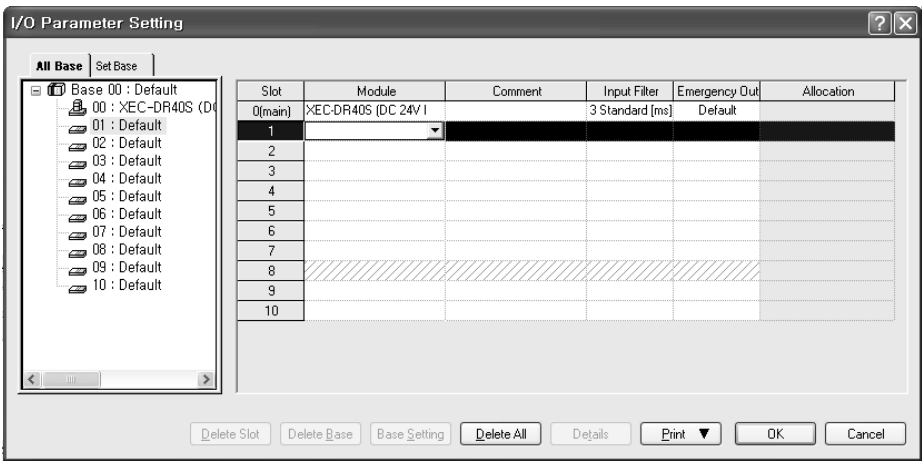 I/O Parameter Setting
All Base Set Base
Base 00 : Default
00 : XEC-DR40S (D
01 : Default
02 : Default
03 : Default
04 : Default
05 : Default
06 : Default
07 : Default
08 : Default
09 : Default
10 : Default
Slot Module Comment Input Filter Emergency Out Allocation
0(main) XEC-DR40S (DC 24V I 3 Standard [ms] Default
1
2
3
4
5
6
7
8
9
10
Delete Slot Delete Base Base Setting Delete All Details Print ▼ OK Cancel